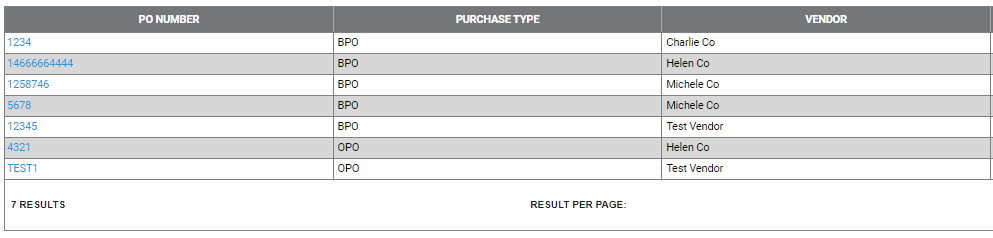 PO NUMBER PURCHASE TYPE VENDOR
1234 BPO Charlie Co
14666664444 BPO Helen Co
1258746 BPO Michele Co
5678 BPO Michele Co
12345 BPO Test Vendor
4321 OPO Helen Co
TEST1 OPO Test Vendor
7 RESULTS RESULT PER PAGE: